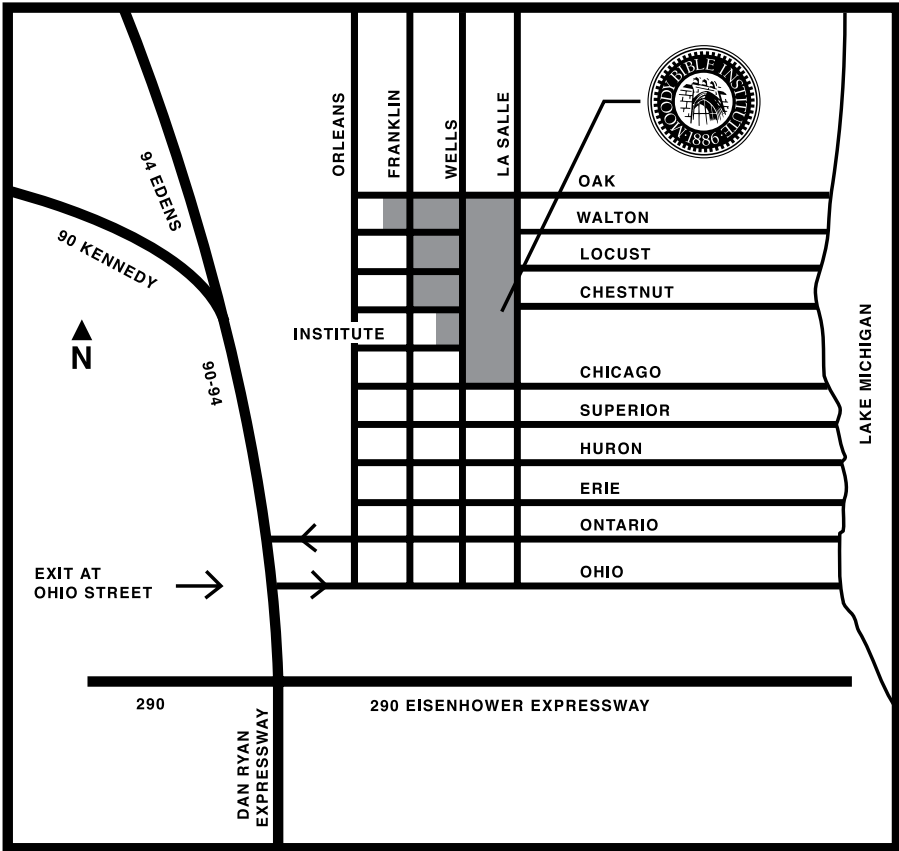 ORLEANS
FRANKLIN
WELLS
LA SALLE
MOODY BIBLE INSTITUTE
1886
94 EDENS
90 KENNEDY
OAK
WALTON
LOCUST
CHESTNUT
INSTITUTE
N
90-94
CHICAGO
LAKE MICHIGAN
SUPERIOR
HURON
ERIE
ONTARIO
EXIT AT
OHIO STREET
OHIO
290
290 EISENHOWER EXPRESSWAY
DAN RYAN
EXPRESSWAY